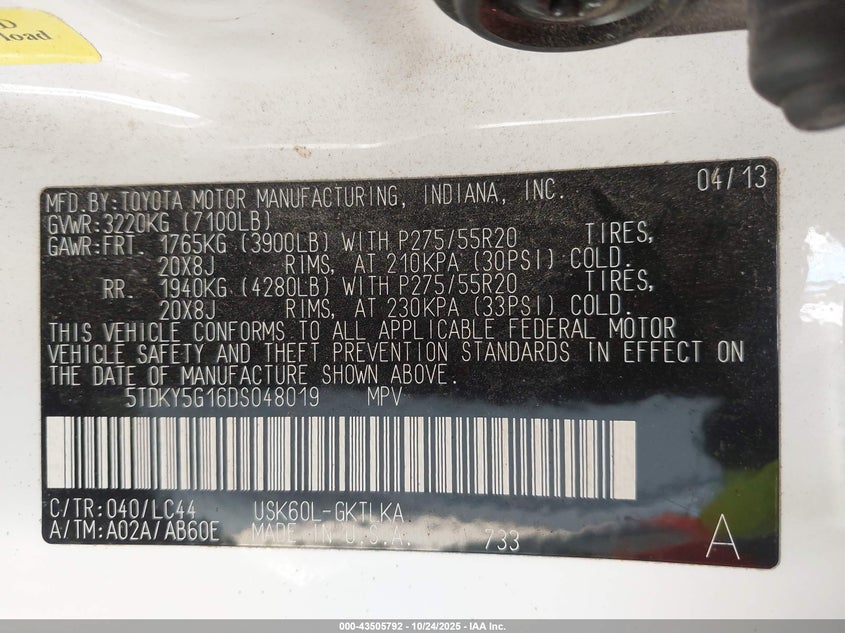 D
load
MFD.BY:TOYOTA MOTOR MANUFACTURING, INDIANA, INC. 04/13
GVWR:3220KG (7100LB)
GAWR:FRT. 1765KG (3900LB) WITH P275/55R20 TIRES,
20X8J RIMS, AT 210KPA (30PSI) COLD.
RR. 1940KG (4280LB) WITH P275/55R20 TIRES,
20X8J RIMS, AT 230KPA (33PSI) COLD.
THIS VEHICLE CONFORMS TO ALL APPLICABLE FEDERAL MOTOR
VEHICLE SAFETY AND THEFT PREVENTION STANDARDS IN EFFECT ON
THE DATE OF MANUFACTURE SHOWN ABOVE.
5TDKY5G16DS048019 MPV
C/TR:040/LC44 USK60L-GKTLKA
A/TM:A02A/AB60E MADE IN U.S.A. 733 A
000-43505792 - 10/24/2025 - IAA Inc.